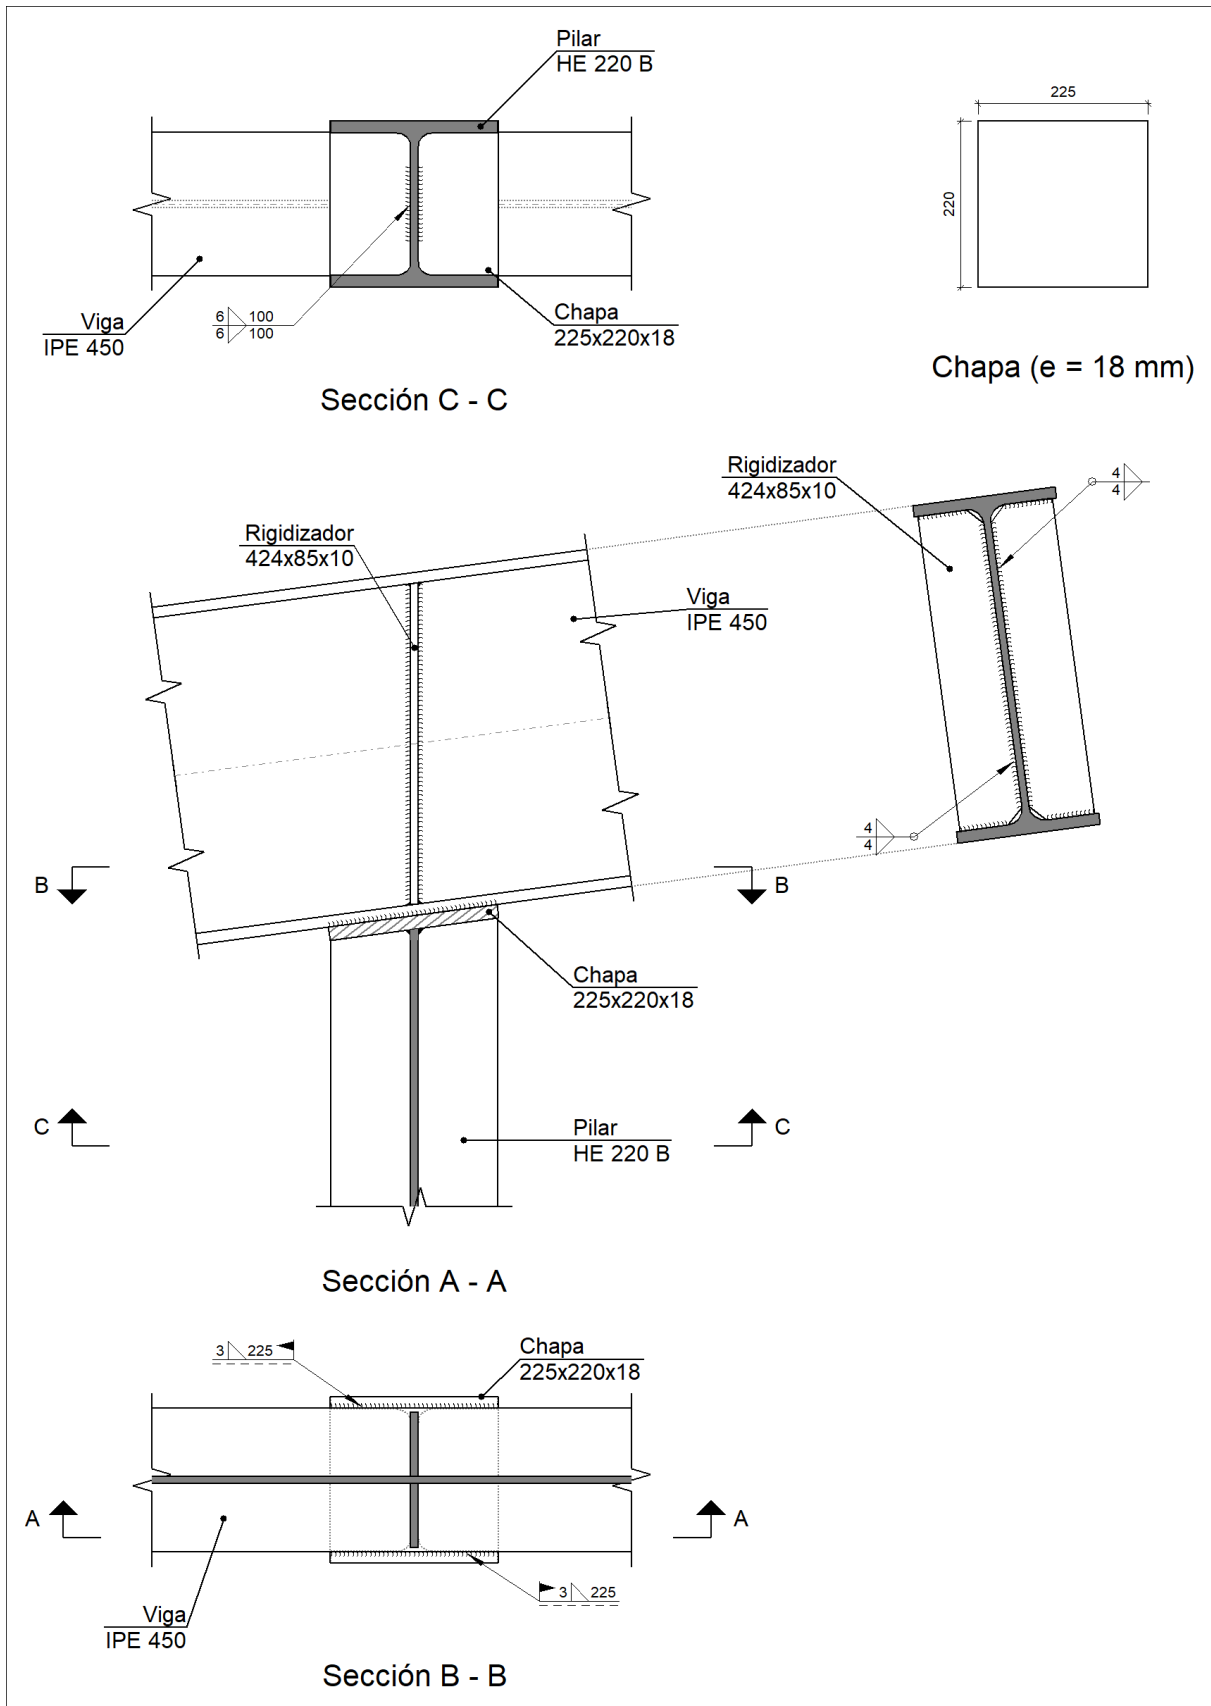 Pilar
HE 220 B
225
220
Viga
IPE 450
6 100
6 100
Chapa
225x220x18
Sección C - C
Chapa (e = 18 mm)
Rigidizador
424x85x10
4
4
Rigidizador
424x85x10
Viga
IPE 450
4
4
B
B
Chapa
225x220x18
C
C
Pilar
HE 220 B
Sección A - A
3 225
Chapa
225x220x18
A
A
3 225
Viga
IPE 450
Sección B - B